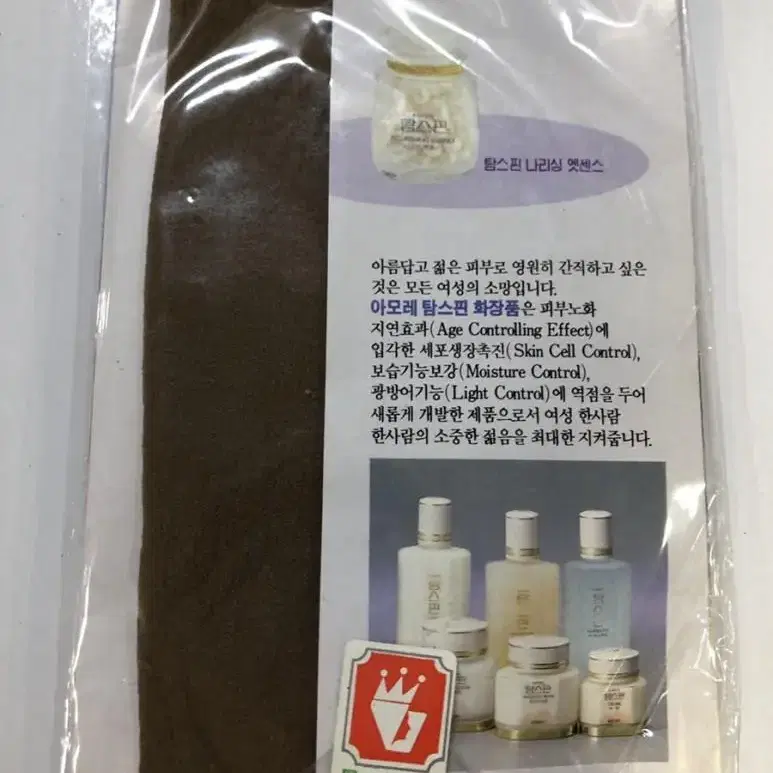 탐스핀
탐스핀 나리싱 엣센스
아름답고 젊은 피부로 영원히 간직하고 싶은
것은 모든 여성의 소망입니다.
아모레 탐스핀 화장품은 피부노화
지연효과(Age Controlling Effect)에
입각한 세포생장촉진(Skin Cell Control),
보습기능보강(Moisture Control),
광방어기능(Light Control)에 역점을 두어
새롭게 개발한 제품으로서 여성 한사람
한사람의 소중한 젊음을 최대한 지켜줍니다.
탐스핀
탐스핀